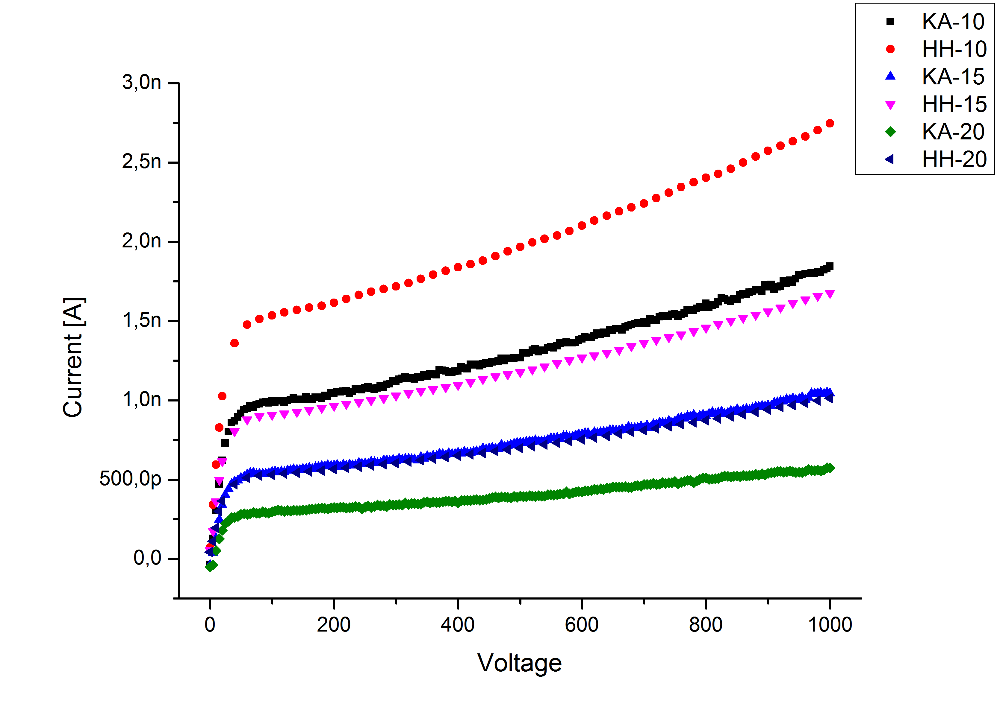 KA-10
HH-10
KA-15
HH-15
KA-20
HH-20
3,0n
2,5n
2,0n
1,5n
1,0n
500,0p
0,0
Current [A]
0 200 400 600 800 1000
Voltage